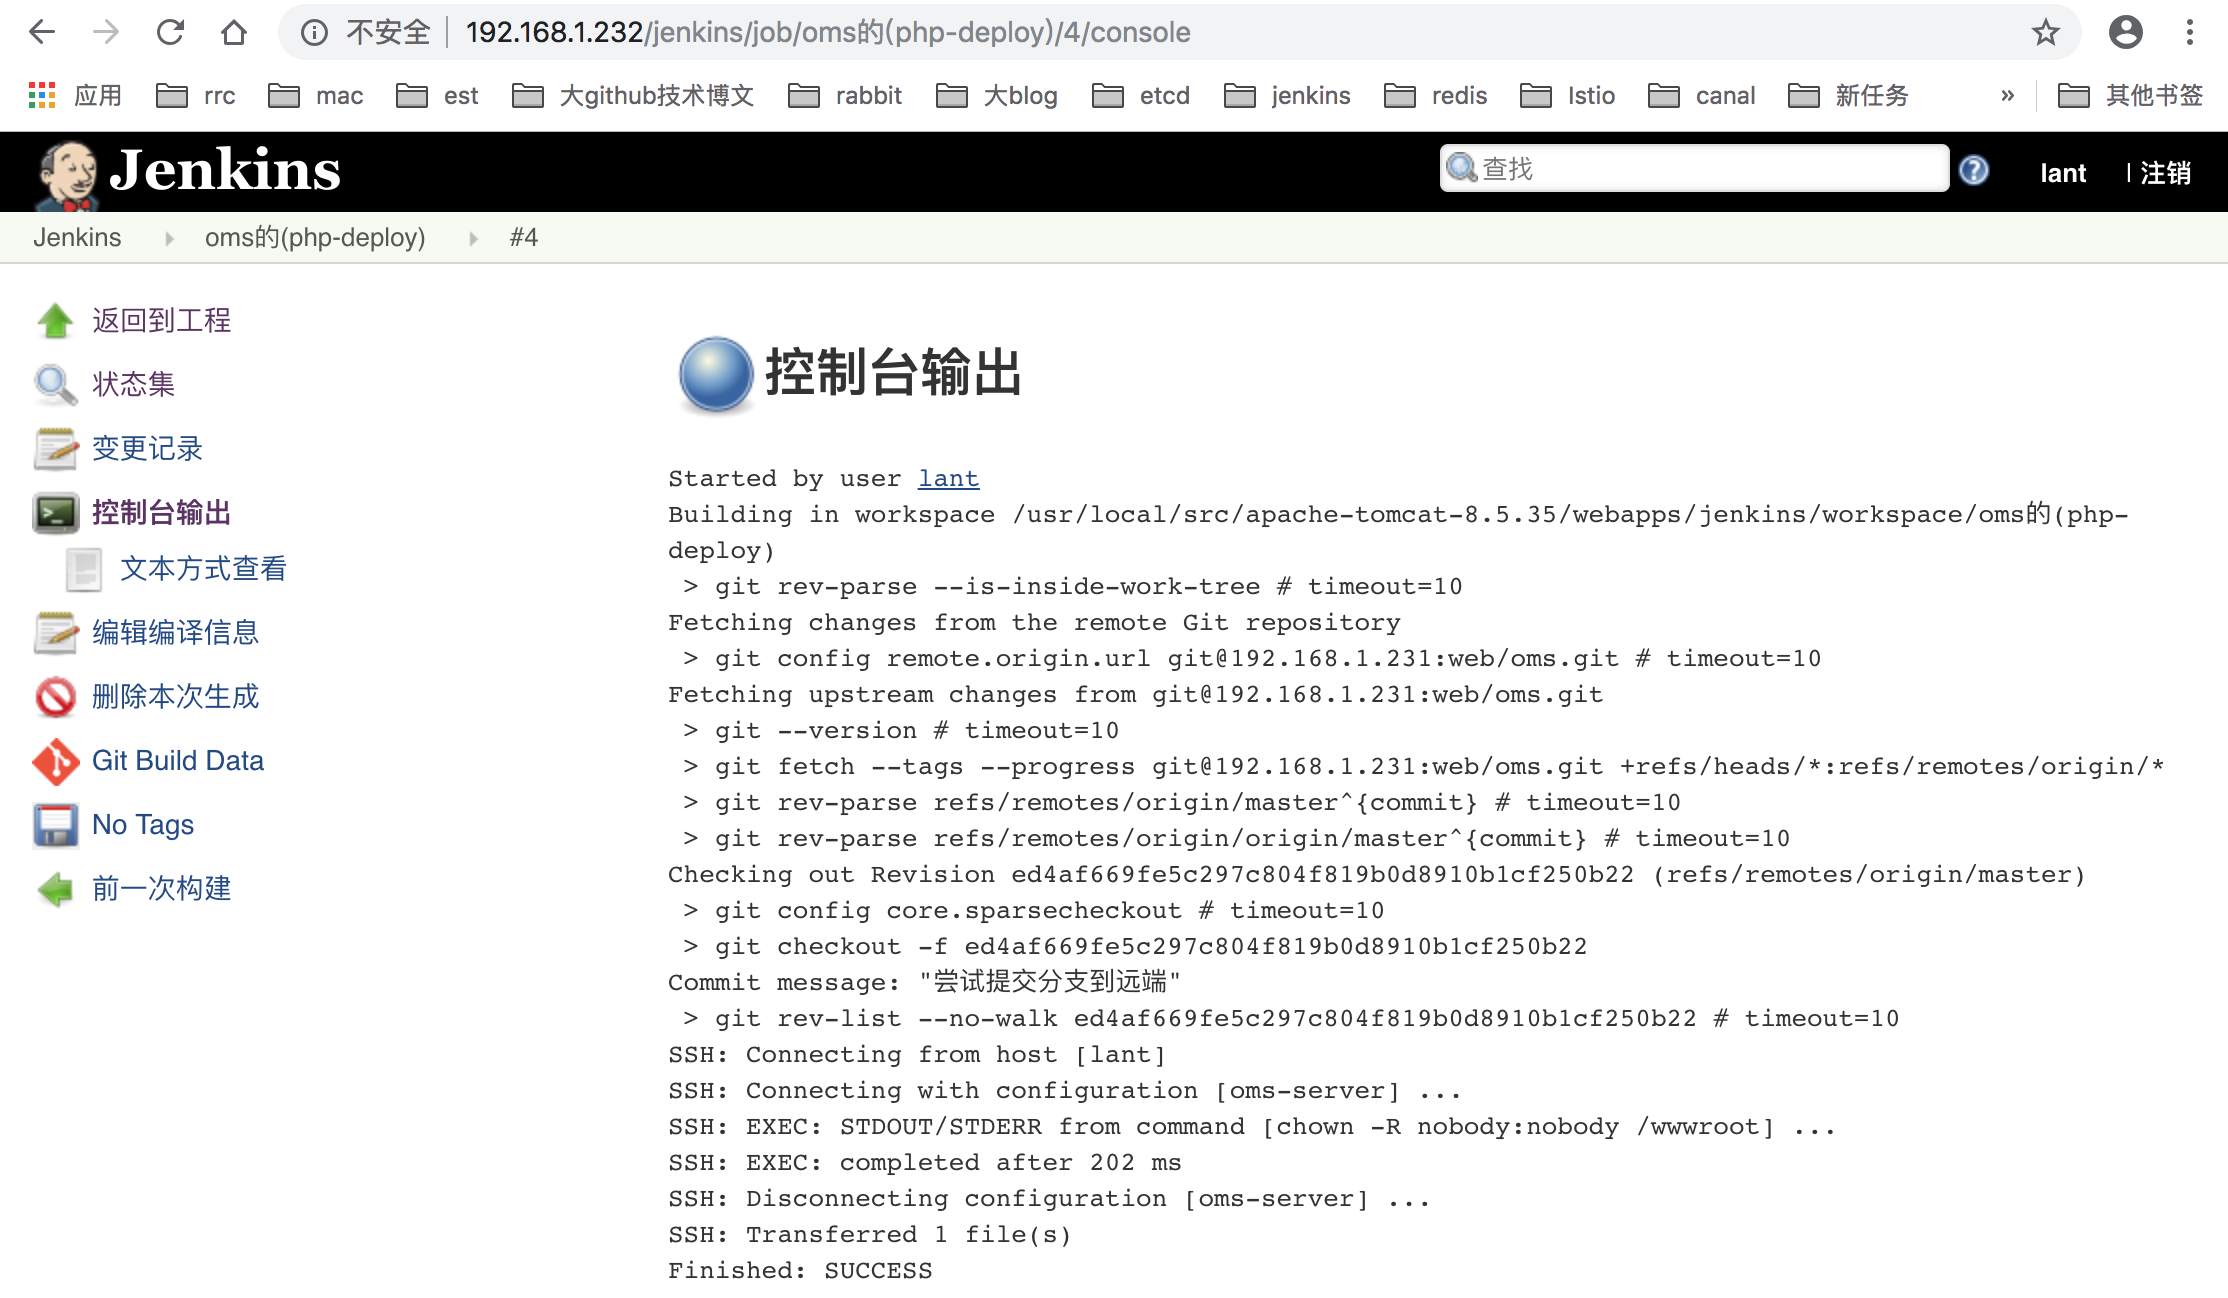 不安全 192.168.1.232/jenkins/job/oms的(php-deploy)/4/console
应用 rrc mac est 大github技术博文 rabbit 大blog etcd jenkins redis Istio canal 新任务 » 其他书签
Jenkins 查找 lant | 注销
Jenkins oms的(php-deploy) #4
返回到工程
状态集
变更记录
控制台输出
文本方式查看
编辑编译信息
删除本次生成
Git Build Data
No Tags
前一次构建
控制台输出
Started by user lant
Building in workspace /usr/local/src/apache-tomcat-8.5.35/webapps/jenkins/workspace/oms的(php-
deploy)
> git rev-parse --is-inside-work-tree # timeout=10
Fetching changes from the remote Git repository
> git config remote.origin.url git@192.168.1.231:web/oms.git # timeout=10
Fetching upstream changes from git@192.168.1.231:web/oms.git
> git --version # timeout=10
> git fetch --tags --progress git@192.168.1.231:web/oms.git +refs/heads/*:refs/remotes/origin/*
> git rev-parse refs/remotes/origin/master^{commit} # timeout=10
> git rev-parse refs/remotes/origin/origin/master^{commit} # timeout=10
Checking out Revision ed4af669fe5c297c804f819b0d8910b1cf250b22 (refs/remotes/origin/master)
> git config core.sparsecheckout # timeout=10
> git checkout -f ed4af669fe5c297c804f819b0d8910b1cf250b22
Commit message: "尝试提交分支到远端"
> git rev-list --no-walk ed4af669fe5c297c804f819b0d8910b1cf250b22 # timeout=10
SSH: Connecting from host [lant]
SSH: Connecting with configuration [oms-server] ...
SSH: EXEC: STDOUT/STDERR from command [chown -R nobody:nobody /wwwroot] ...
SSH: EXEC: completed after 202 ms
SSH: Disconnecting configuration [oms-server] ...
SSH: Transferred 1 file(s)
Finished: SUCCESS